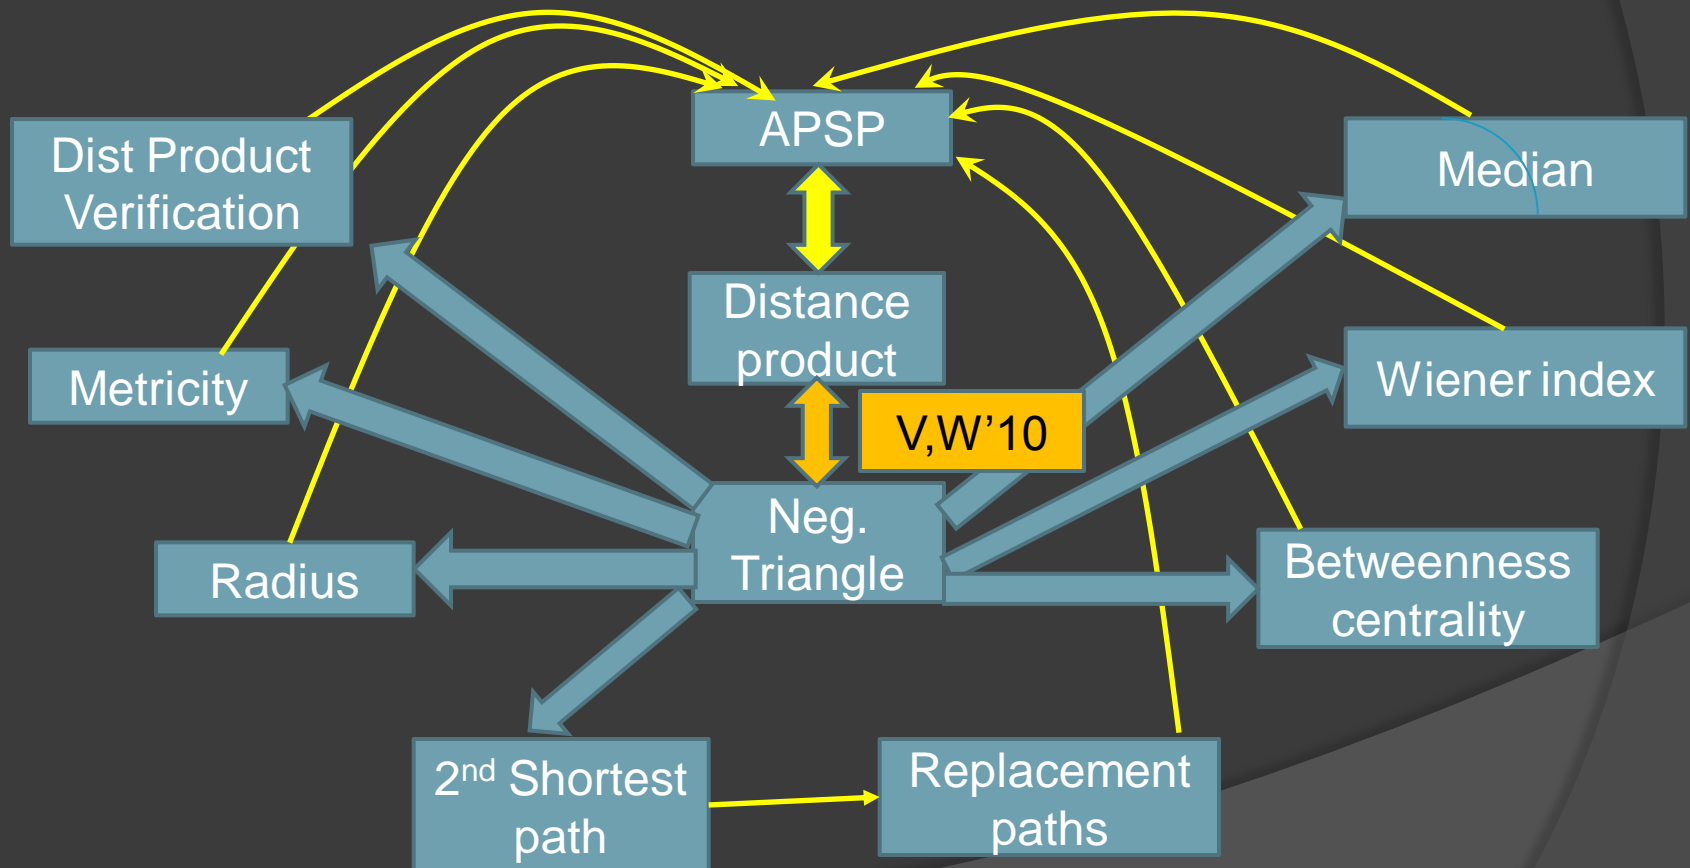 APSP
Dist Product
Verification
Median
Distance
product
Metricity
Wiener index
V,W’10
Neg.
Triangle
Radius
Betweenness
centrality
2nd Shortest
path
Replacement
paths